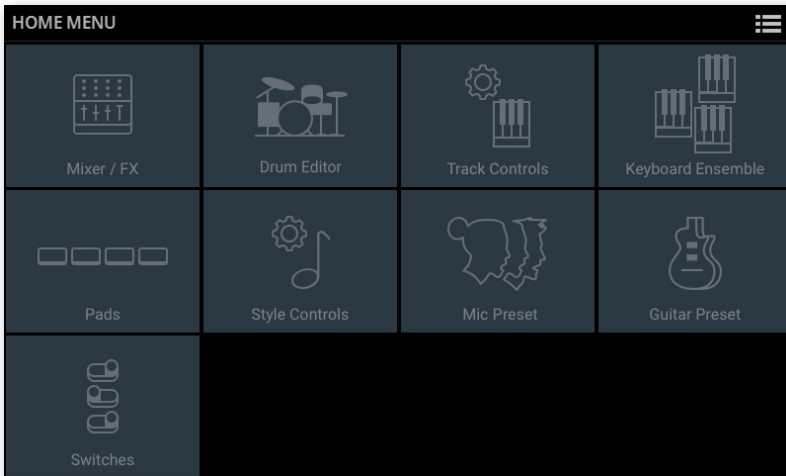 HOME MENU
Mixer / FX
Drum Editor
Track Controls
Keyboard Ensemble
Pads
Style Controls
Mic Preset
Guitar Preset
Switches